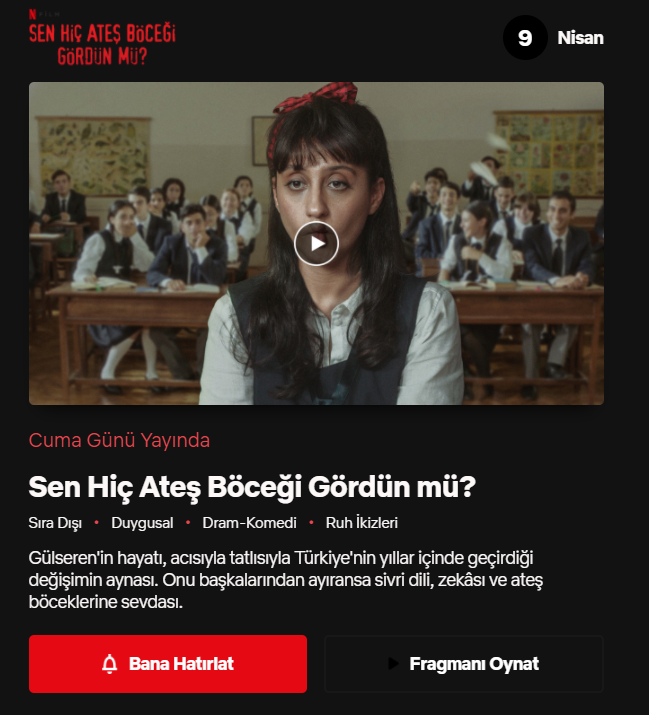 N FILM
SEN HİÇ ATEŞ BÖCEĞİ
GÖRDÜN MÜ?
9 Nisan
Cuma Günü Yayında
Sen Hiç Ateş Böceği Gördün mü?
Sıra Dışı • Duygusal • Dram-Komedi • Ruh İkizleri
Gülseren'in hayatı, acısıyla tatlısıyla Türkiye'nin yıllar içinde geçirdiği
değişimin aynası. Onu başkalarından ayıransa sivri dili, zekâsı ve ateş
böceklerine sevdası.
Bana Hatırlat
Fragmanı Oynat